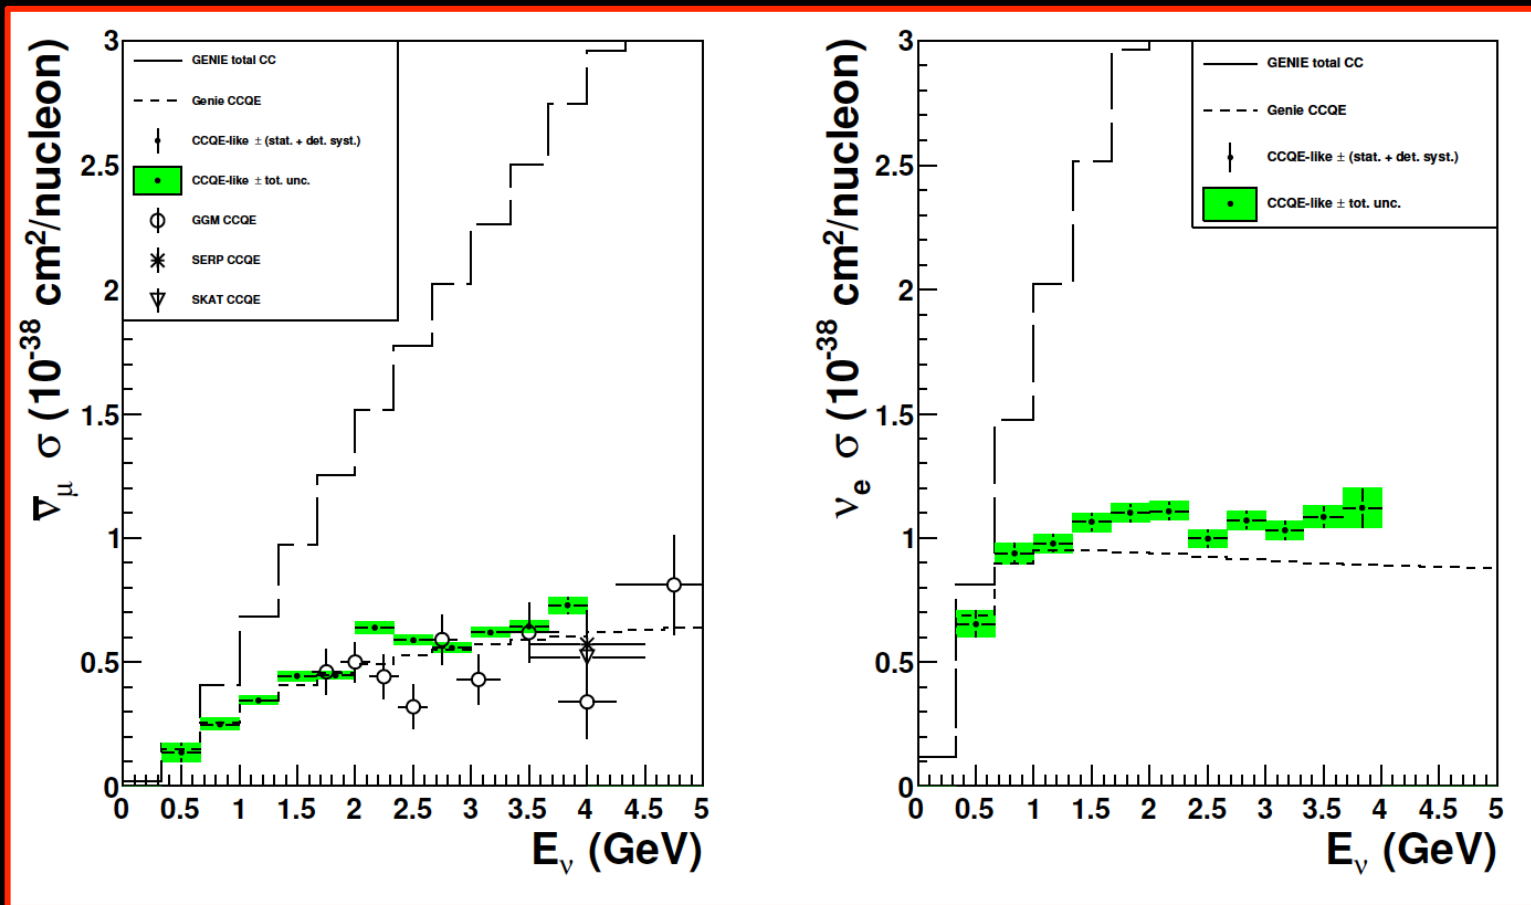 ν̅μ σ (10-38 cm2/nucleon)
3
2.5
2
1.5
1
0.5
0
GENIE total CC
Genie CCQE
CCQE-like ± (stat. + det. syst.)
CCQE-like ± tot. unc.
GGM CCQE
SERP CCQE
SKAT CCQE
0 0.5 1 1.5 2 2.5 3 3.5 4 4.5 5
Eν (GeV)
νe σ (10-38 cm2/nucleon)
3
2.5
2
1.5
1
0.5
0
GENIE total CC
Genie CCQE
CCQE-like ± (stat. + det. syst.)
CCQE-like ± tot. unc.
0 0.5 1 1.5 2 2.5 3 3.5 4 4.5 5
Eν (GeV)